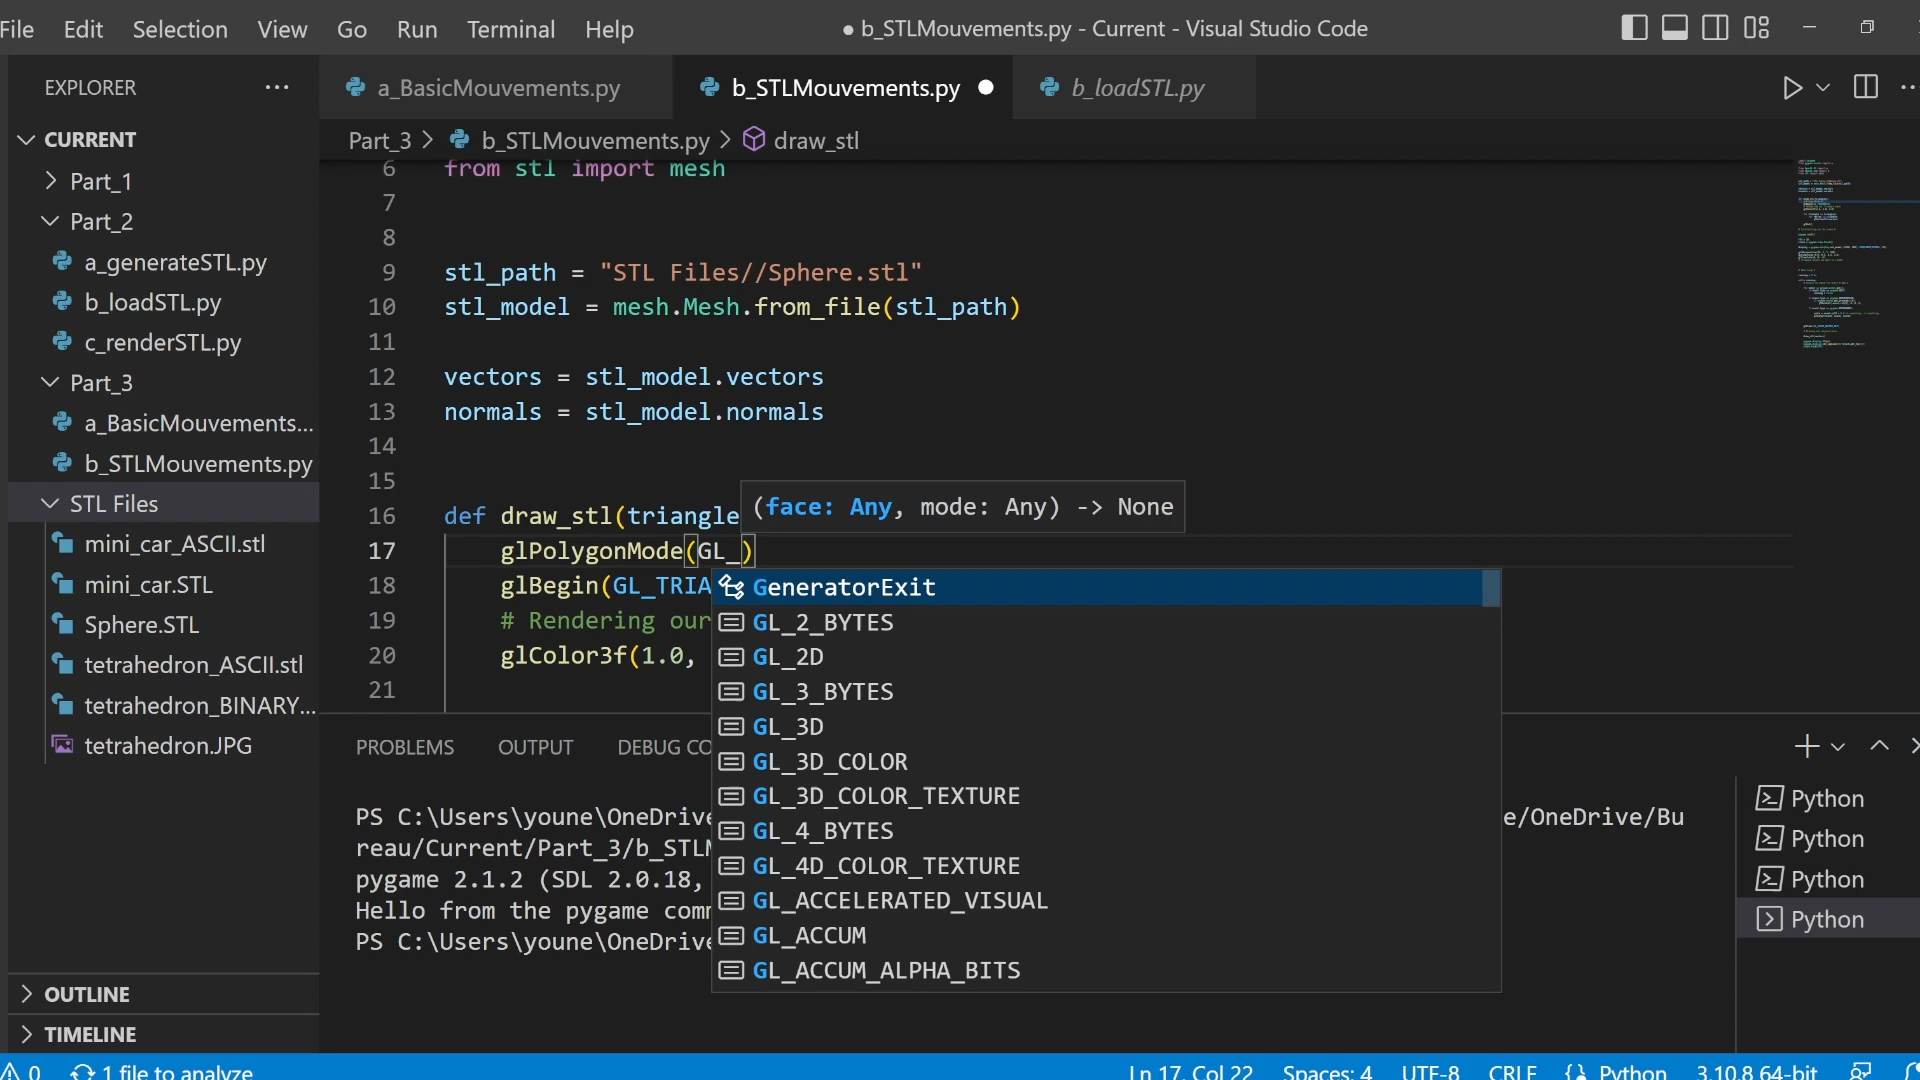 File Edit Selection View Go Run Terminal Help
● b_STLMouvements.py - Current - Visual Studio Code
EXPLORER
a_BasicMouvements.py
b_STLMouvements.py
b_loadSTL.py
CURRENT
Part_1
Part_2
a_generateSTL.py
b_loadSTL.py
c_renderSTL.py
Part_3
a_BasicMouvements...
b_STLMouvements.py
STL Files
mini_car_ASCII.stl
mini_car.STL
Sphere.STL
tetrahedron_ASCII.stl
tetrahedron_BINARY...
tetrahedron.JPG
OUTLINE
TIMELINE
Part_3 > b_STLMouvements.py > draw_stl
6 from stl import mesh
7
8
9 stl_path = "STL Files//Sphere.stl"
10 stl_model = mesh.Mesh.from_file(stl_path)
11
12 vectors = stl_model.vectors
13 normals = stl_model.normals
14
15
(face: Any, mode: Any) -> None
16 def draw_stl(triangle
17 glPolygonMode(GL_)
18 glBegin(GL_TRIA
19 # Rendering our
20 glColor3f(1.0,
21
GeneratorExit
GL_2_BYTES
GL_2D
GL_3_BYTES
GL_3D
GL_3D_COLOR
GL_3D_COLOR_TEXTURE
GL_4_BYTES
GL_4D_COLOR_TEXTURE
GL_ACCELERATED_VISUAL
GL_ACCUM
GL_ACCUM_ALPHA_BITS
PROBLEMS OUTPUT DEBUG CO
PS C:\Users\youne\OneDrive e/OneDrive/Bu
reau/Current/Part_3/b_STLM
pygame 2.1.2 (SDL 2.0.18,
Hello from the pygame com
PS C:\Users\youne\OneDrive
Python
Python
Python
Python
0 1 file to analyze
Ln 17, Col 22 Spaces: 4 UTF-8 CRLF { } Python 3.10.8 64-bit